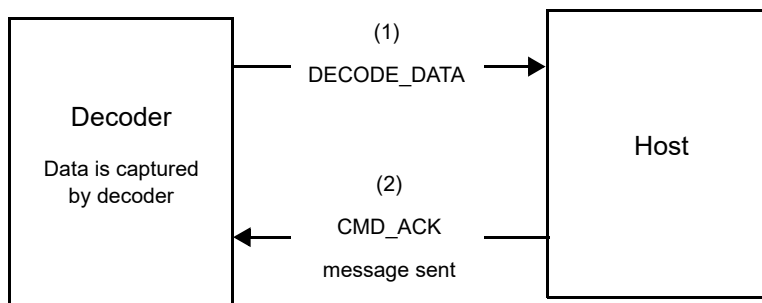 Decoder
Data is captured
by decoder
(1)
DECODE_DATA
(2)
CMD_ACK
message sent
Host